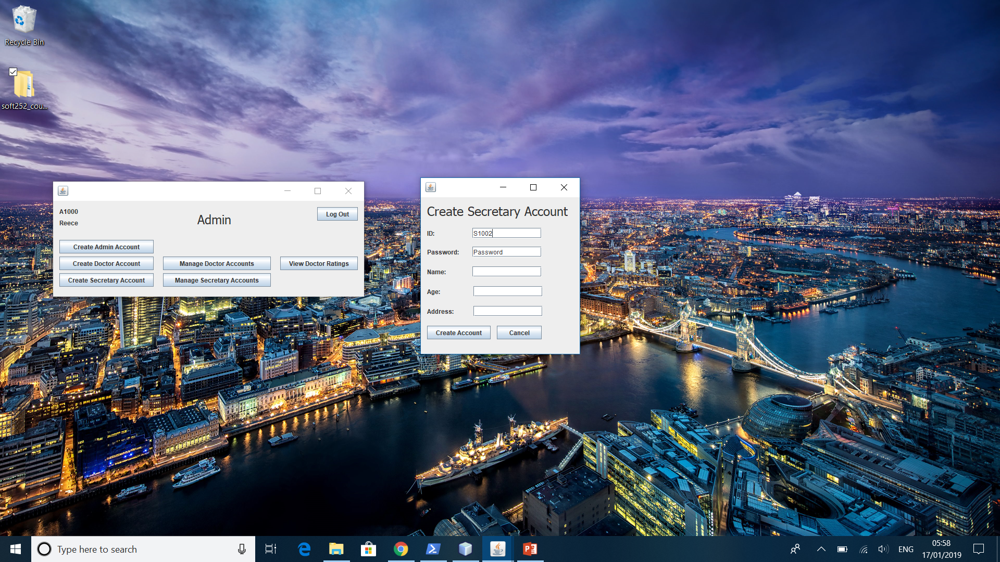 Recycle Bin
soft252_cou...
A1000
Reece
Admin
Log Out
Create Admin Account
Create Doctor Account
Manage Doctor Accounts
View Doctor Ratings
Create Secretary Account
Manage Secretary Accounts
Create Secretary Account
ID:
S1002
Password:
Password
Name:
Age:
Address:
Create Account
Cancel
Type here to search
ENG
05:58
17/01/2019